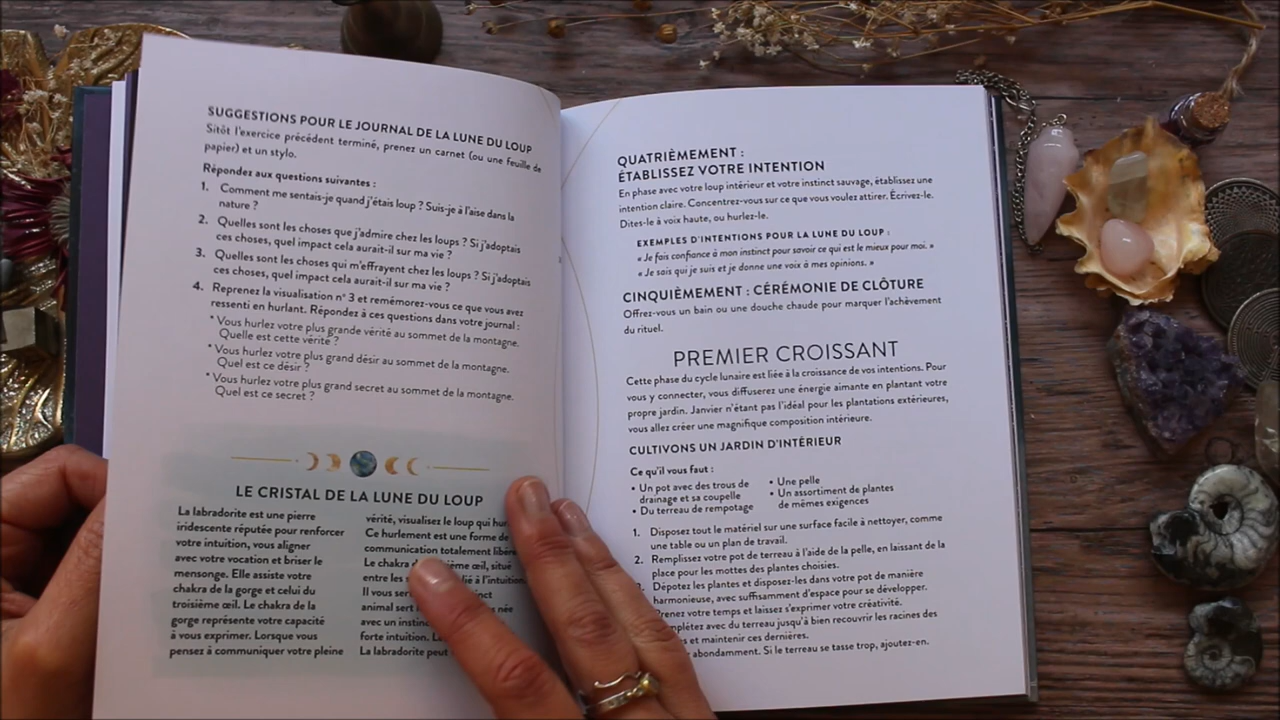 SUGGESTIONS POUR LE JOURNAL DE LA LUNE DU LOUP
Sitôt l'exercice précédent terminé, prenez un carnet (ou une feuille de
papier) et un stylo.
Répondez aux questions suivantes :
1. Comment me sentais-je quand j'étais loup ? Suis-je à l'aise dans la
nature ?
2. Quelles sont les choses que j'admire chez les loups ? Si j'adoptais
ces choses, quel impact cela aurait-il sur ma vie ?
3. Quelles sont les choses qui m'effrayent chez les loups ? Si j'adoptais
ces choses, quel impact cela aurait-il sur ma vie ?
4. Reprenez la visualisation n° 3 et remémorez-vous ce que vous avez
ressenti en hurlant. Répondez à ces questions dans votre journal :
* Vous hurlez votre plus grande vérité au sommet de la montagne.
Quelle est cette vérité ?
* Vous hurlez votre plus grand désir au sommet de la montagne.
Quel est ce désir ?
* Vous hurlez votre plus grand secret au sommet de la montagne.
Quel est ce secret ?
LE CRISTAL DE LA LUNE DU LOUP
La labradorite est une pierre
iridescente réputée pour renforcer
votre intuition, vous aligner
avec votre vocation et briser le
mensonge. Elle assiste votre
chakra de la gorge et celui du
troisième œil. Le chakra de la
gorge représente votre capacité
à vous exprimer. Lorsque vous
pensez à communiquer votre pleine
vérité, visualisez le loup qui
Ce hurlement est une forme de
communication totalement
Le chakra œil, situé
entre les lié à l'intuition.
Il vous
animal sert née
avec un
forte intuition.
La labradorite peut
QUATRIÈMEMENT :
ÉTABLISSEZ VOTRE INTENTION
En phase avec votre loup intérieur et votre instinct sauvage, établissez une
intention claire. Concentrez-vous sur ce que vous voulez attirer. Écrivez-le.
Dites-le à voix haute, ou hurlez-le.
EXEMPLES D'INTENTIONS POUR LA LUNE DU LOUP :
« Je fais confiance à mon instinct pour savoir ce qui est le mieux pour moi. »
« Je sais qui je suis et je donne une voix à mes opinions. »
CINQUIÈMEMENT : CÉRÉMONIE DE CLÔTURE
Offrez-vous un bain ou une douche chaude pour marquer l'achèvement
du rituel.
PREMIER CROISSANT
Cette phase du cycle lunaire est liée à la croissance de vos intentions. Pour
vous y connecter, vous diffuserez une énergie aimante en plantant votre
propre jardin. Janvier n'étant pas l'idéal pour les plantations extérieures,
vous allez créer une magnifique composition intérieure.
CULTIVONS UN JARDIN D'INTÉRIEUR
Ce qu'il vous faut :
• Un pot avec des trous de
drainage et sa coupelle
• Du terreau de rempotage
• Une pelle
• Un assortiment de plantes
de mêmes exigences
1. Disposez tout le matériel sur une surface facile à nettoyer, comme
une table ou un plan de travail.
2. Remplissez votre pot de terreau à l'aide de la pelle, en laissant de la
place pour les mottes des plantes choisies.
Dépotez les plantes et disposez-les dans votre pot de manière
harmonieuse, avec suffisamment d'espace pour se développer.
Prenez votre temps et laissez s'exprimer votre créativité.
avec du terreau jusqu'à bien recouvrir les racines des
et maintenir ces dernières.
abondamment. Si le terreau se tasse trop, ajoutez-en.